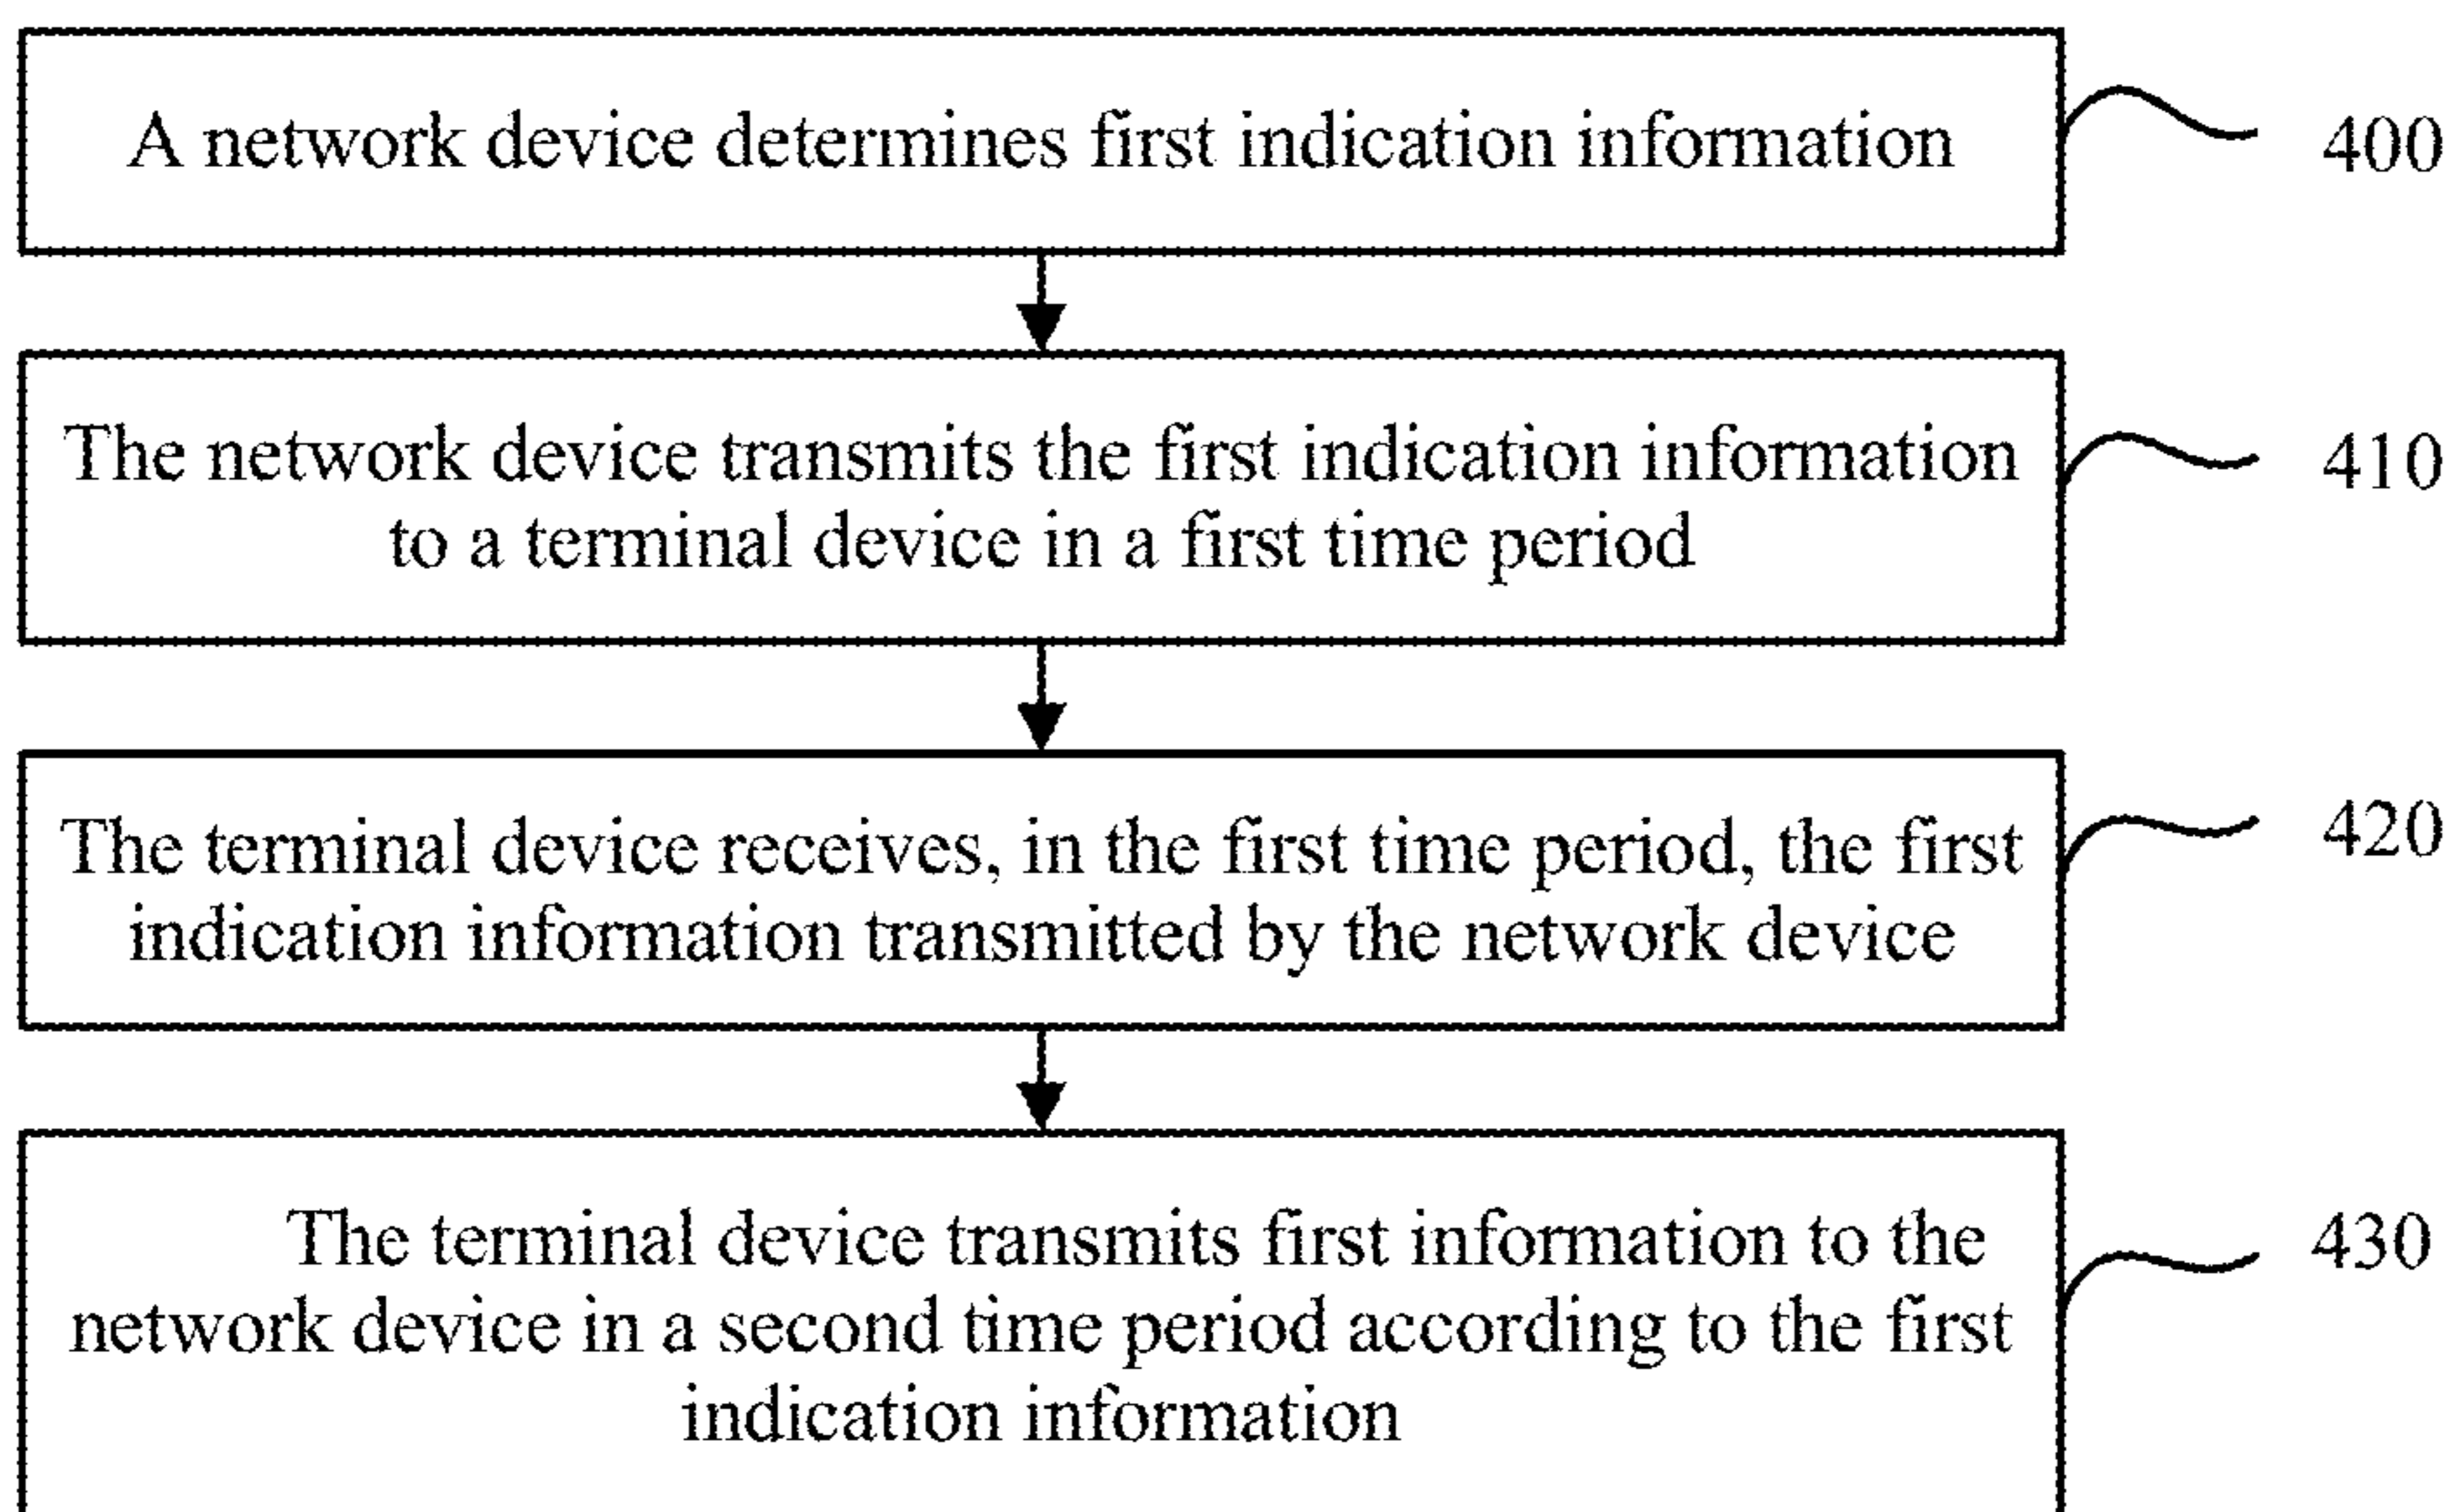 A network device determines first indication information
400
The network device transmits the first indication information
to a terminal device in a first time period
410
The terminal device receives, in the first time period, the first
indication information transmitted by the network device
420
The terminal device transmits first information to the
network device in a second time period according to the first
indication information
430